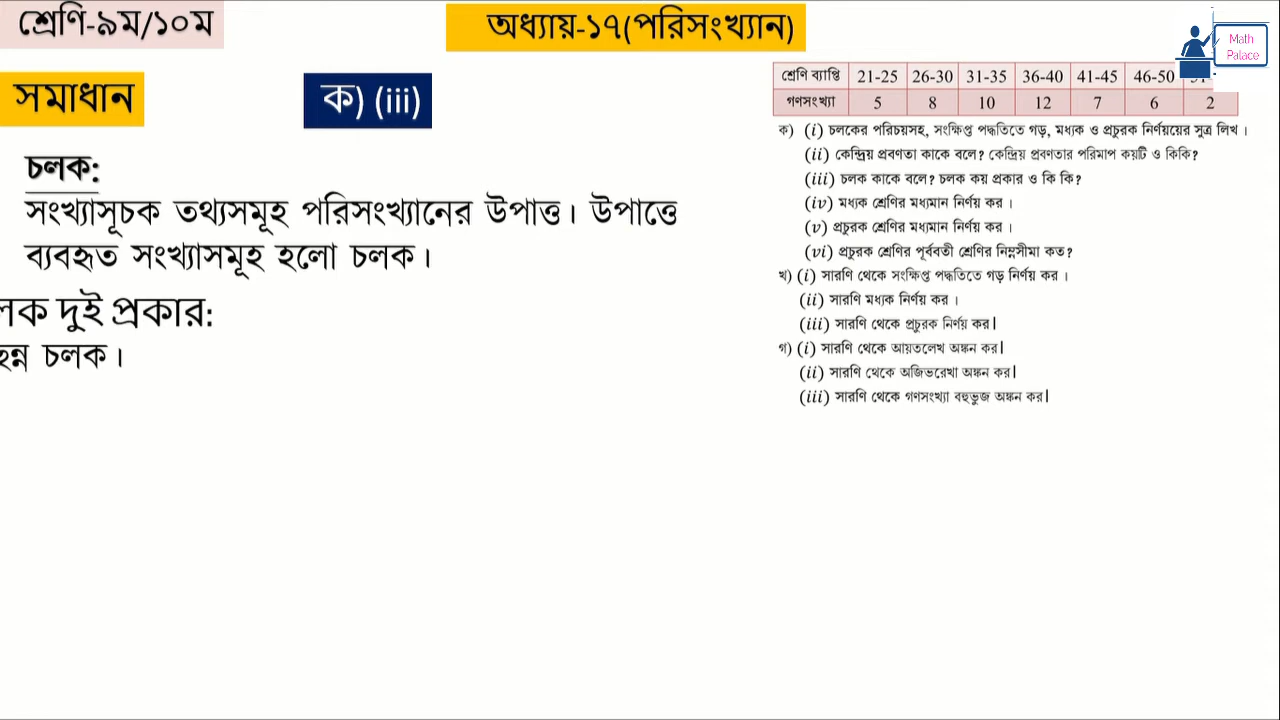 শ্রেণি-৯ম/১০ম
অধ্যায়-১৭(পরিসংখ্যান)
Math
Palace
সমাধান
ক) (iii)
চলক:
সংখ্যাসূচক তথ্যসমূহ পরিসংখ্যানের উপাত্ত। উপাত্তে
ব্যবহৃত সংখ্যাসমূহ হলো চলক।
লক দুই প্রকার:
ছিন্ন চলক।
শ্রেণি ব্যাপ্তি 21-25 26-30 31-35 36-40 41-45 46-50
গণসংখ্যা 5 8 10 12 7 6 2
ক) (i) চলকের পরিচয়সহ, সংক্ষিপ্ত পদ্ধতিতে গড়, মধ্যক ও প্রচুরক নির্ণয়য়ের সুত্র লিখ।
(ii) কেন্দ্রিয় প্রবণতা কাকে বলে? কেন্দ্রিয় প্রবণতার পরিমাপ কয়টি ও কিকি?
(iii) চলক কাকে বলে? চলক কয় প্রকার ও কি কি?
(iv) মধ্যক শ্রেণির মধ্যমান নির্ণয় কর।
(v) প্রচুরক শ্রেণির মধ্যমান নির্ণয় কর।
(vi) প্রচুরক শ্রেণির পূর্ববতী শ্রেণির নিম্নসীমা কত?
খ) (i) সারণি থেকে সংক্ষিপ্ত পদ্ধতিতে গড় নির্ণয় কর।
(ii) সারণি মধ্যক নির্ণয় কর।
(iii) সারণি থেকে প্রচুরক নির্ণয় কর|
গ) (i) সারণি থেকে আয়তলেখ অঙ্কন কর|
(ii) সারণি থেকে অজিভরেখা অঙ্কন কর|
(iii) সারণি থেকে গণসংখ্যা বহুভুজ অঙ্কন কর|